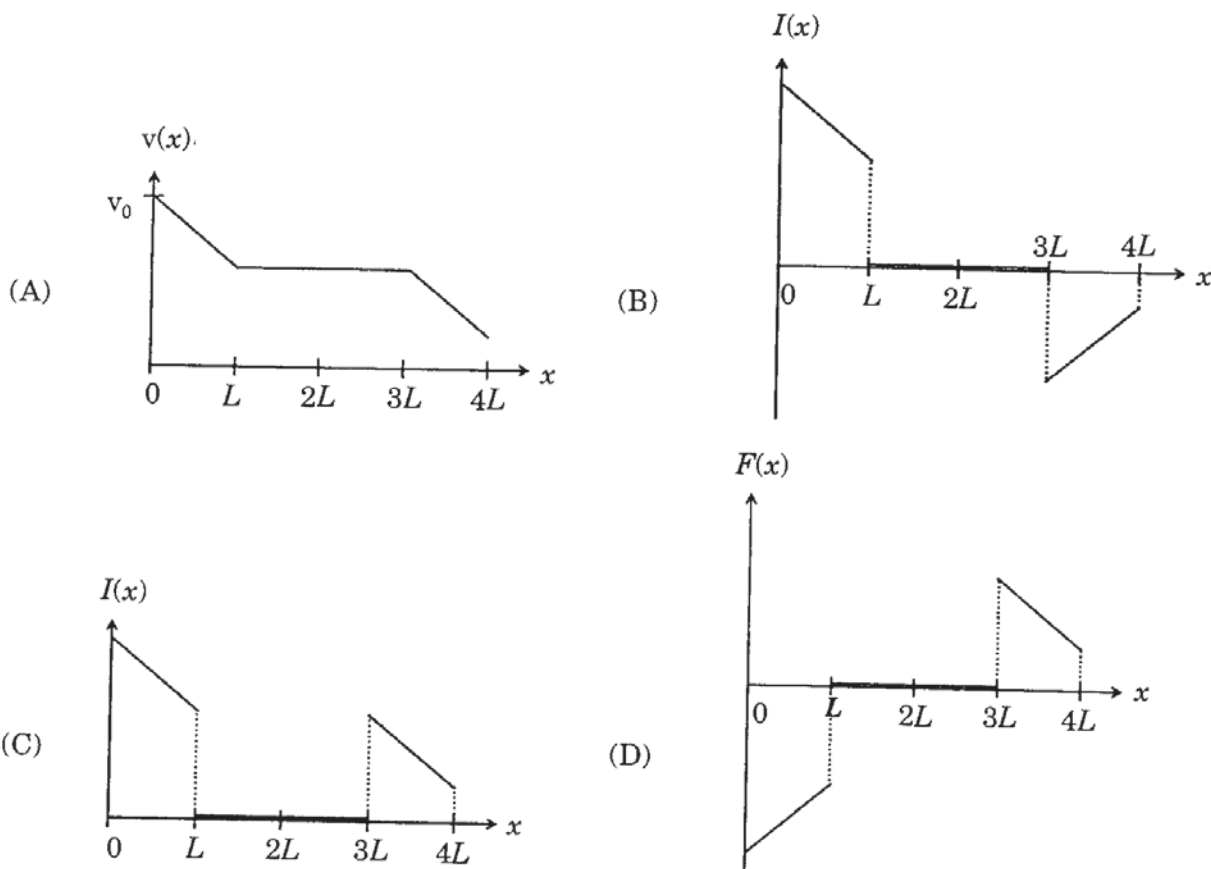 (A)
v(x).
v₀
0 L 2L 3L 4L x
(B)
I(x)
3L 4L
0 L 2L x
(C)
I(x)
0 L 2L 3L 4L x
(D)
F(x)
0 L 2L 3L 4L x